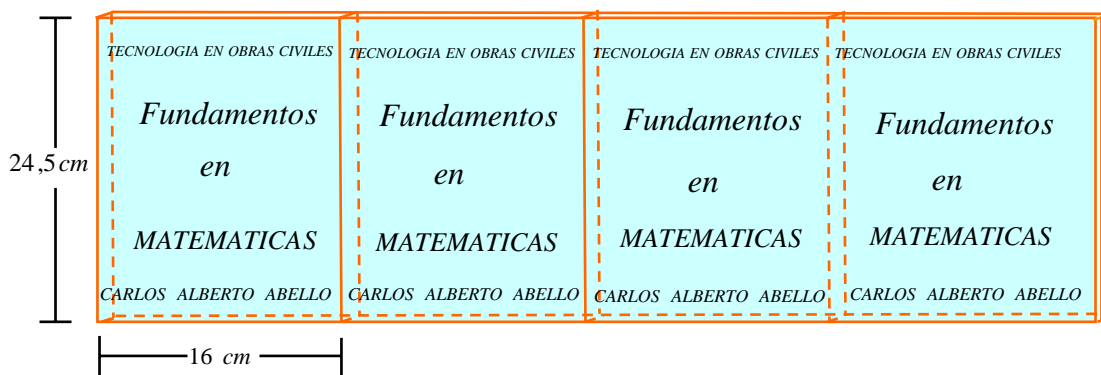 TECNOLOGIA EN OBRAS CIVILES TECNOLOGIA EN OBRAS CIVILES TECNOLOGIA EN OBRAS CIVILES TECNOLOGIA EN OBRAS CIVILES
Fundamentos Fundamentos Fundamentos Fundamentos
24,5 cm
en en en en
MATEMATICAS MATEMATICAS MATEMATICAS MATEMATICAS
CARLOS ALBERTO ABELLO CARLOS ALBERTO ABELLO CARLOS ALBERTO ABELLO CARLOS ALBERTO ABELLO
16 cm